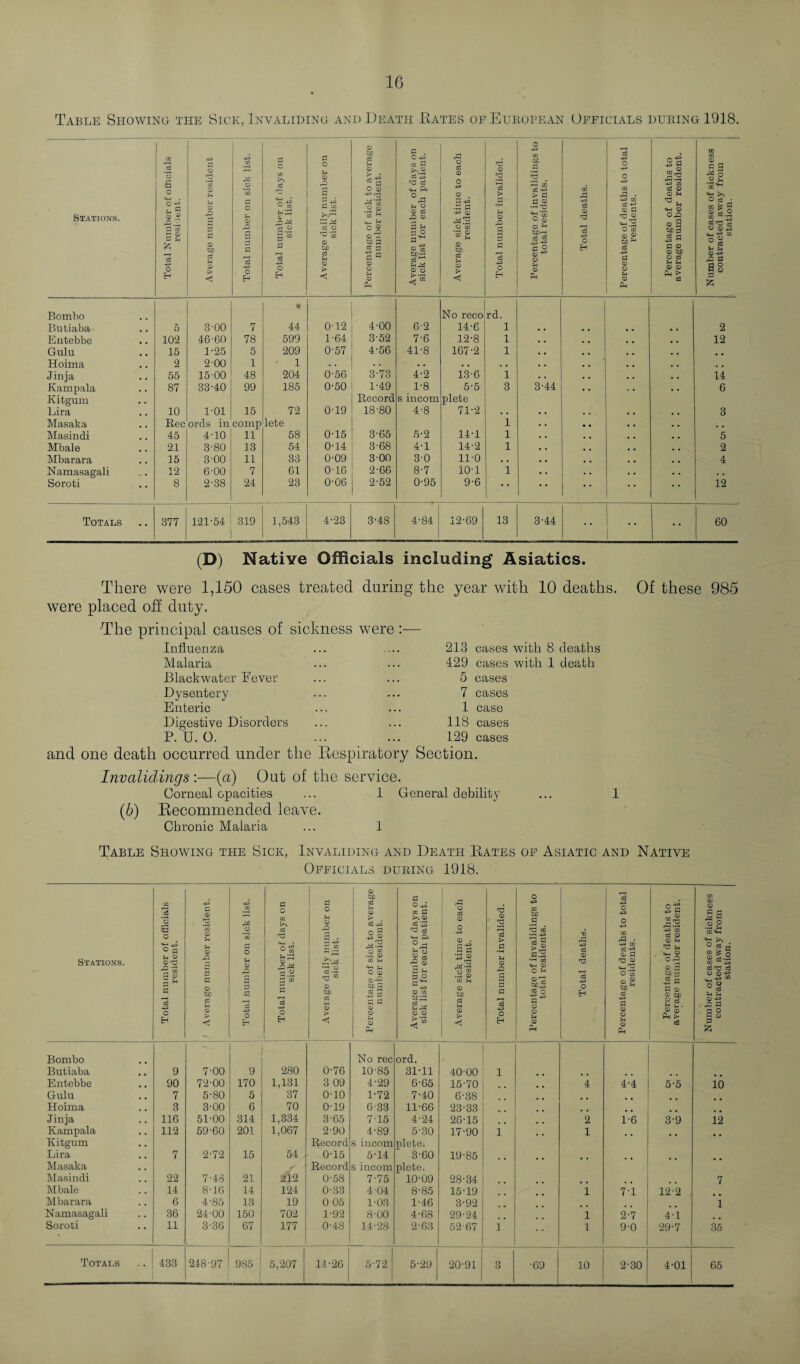 16
Table Showing the Sick, Invaliding and Death Rates of European Officials during 1918.
Stations. | Total Number of officials resident. | Average number resident | Total number on sick list. | Total number of days on sick list. | Average daily number on sick list. | Percentage of sick to average number resident. | Average number of days on sick list for each patient. | Average sick time to each resident. | Total number invalided. | Percentage of invalidings to total residents. | Total deaths. | Percentage of deaths to total residents. | Percentage of deaths to average number resident. | Number of cases of sickness contracted away from station.
Bombo .. No record.
Butiaba .. 5 3·00 7 44 0·12 4·00 6·2 14·6 1 .. .. .. .. 2
Entebbe .. 102 46·60 78 599 1·64 3·52 7·6 12·8 1 .. .. .. .. 12
Gulu .. 15 1·25 5 209 0·57 4·56 41·8 167·2 1 .. .. .. .. ..
Hoima .. 2 2·00 1 1 .. .. .. .. .. .. .. .. .. ..
Jinja .. 55 15·00 48 204 0·56 3·73 4·2 13·6 1 .. .. .. .. 14
Kampala .. 87 33·40 99 185 0·50 1·49 1·8 5·5 3 3·44 .. .. .. 6
Kitgum .. Records incomplete
Lira .. 10 1·01 15 72 0·19 18·80 4·8 71·2 .. .. .. .. .. 3
Masaka .. Records in complete 1 .. .. .. .. ..
Masindi .. 45 4·10 11 58 0·15 3·65 5·2 14·1 1 .. .. .. .. 5
Mbale .. 21 3·80 13 54 0·14 3·68 4·1 14·2 1 .. .. .. .. 2
Mbarara .. 15 3·00 11 33 0·09 3·00 3·0 11·0 .. .. .. .. .. 4
Namasagali 12 6·00 7 61 0·16 2·66 8·7 10·1 1 .. .. .. .. ..
Soroti .. 8 2·38 24 23 0·06 2·52 0·95 9·6 .. .. .. .. .. 12
Totals .. 377 121·54 319 1,543 4·23 3·48 4·84 12·69 13 3·44 .. .. .. 60
(D) Native Officials including Asiatics.
There were 1,150 cases treated during the year with 10 deaths. Of these 985
were placed off duty.
The principal causes of sickness were :—
Influenza ... .... 213 cases with 8 deaths
Malaria ... ... 429 cases with 1 death
Blackwater Fever ... ... 5 cases
Dysentery ... ... 7 cases
Enteric ... ... 1 case
Digestive Disorders ... ... 118 cases
P. U. O. ... ... 129 cases
and one death occurred under the Respiratory Section.
Invalidings :—(a) Out of the service.
Corneal opacities ... 1 General debility ... 1
(b) Recommended leave.
Chronic Malaria ... 1
Table Showing the Sick, Invaliding and Death Rates of Asiatic and Native
Officials during 1918.
Stations. | Total Number of officials resident. | Average number resident. | Total number on sick list. | Total number of days on sick list. | Average daily number on sick list. | Percentage of sick to average number resident. | Average number of days on sick list for each patient. | Average sick time to each resident. | Total number invalided. | Percentage of invalidings to total residents. | Total deaths. | Percentage of deaths to total residents. | Percentage of deaths to average number resident. | Number of cases of sickness contracted away from station.
Bombo .. No record.
Butiaba .. 9 7·00 9 280 0·76 10·85 31·11 40·00 1 .. .. .. .. ..
Entebbe .. 90 72·00 170 1,131 3 09 4·29 6·65 15·70 .. .. 4 4·4 5·5 10
Gulu .. 7 5·80 5 37 0·10 1·72 7·40 6·38 .. .. .. .. .. ..
Hoima .. 3 3·00 6 70 0·19 6·33 11·66 23·33 .. .. .. .. .. ..
Jinja .. 116 51·00 314 1,334 3·65 7·15 4·24 26·15 .. .. 2 1·6 3·9 12
Kampala .. 112 59·60 201 1,067 2·90 4·89 5·30 17·90 1 .. 1 .. .. ..
Kitgum .. Records incomplete.
Lira .. 7 2·72 15 54 0·15 5·14 3·60 19·85 .. .. .. .. .. ..
Masaka .. Records incomplete.
Masindi .. 22 7·48 21 212 0·58 7·75 10·09 28·34 .. .. .. .. .. 7
Mbale .. 14 8·16 14 124 0·33 4·04 8·85 15·19 .. .. 1 7·1 12·2 ..
Mbarara .. 6 4·85 13 19 0 05 1·03 1·46 3·92 .. .. .. .. .. 1
Namasagali .. 36 24·00 150 702 1·92 8·00 4·68 29·24 .. .. 1 2·7 4·1 ..
Soroti .. 11 3·36 67 177 0·48 14·28 2·63 52·67 1 .. 1 9·0 29·7 35
Totals .. 433 248·97 985 5,207 14·26 5·72 5·29 20·91 3 ·69 10 2·30 4·01 65